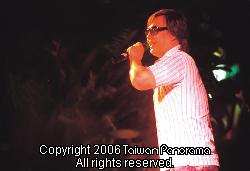 Copyright 2006 Taiwan Panorama
All rights reserved.